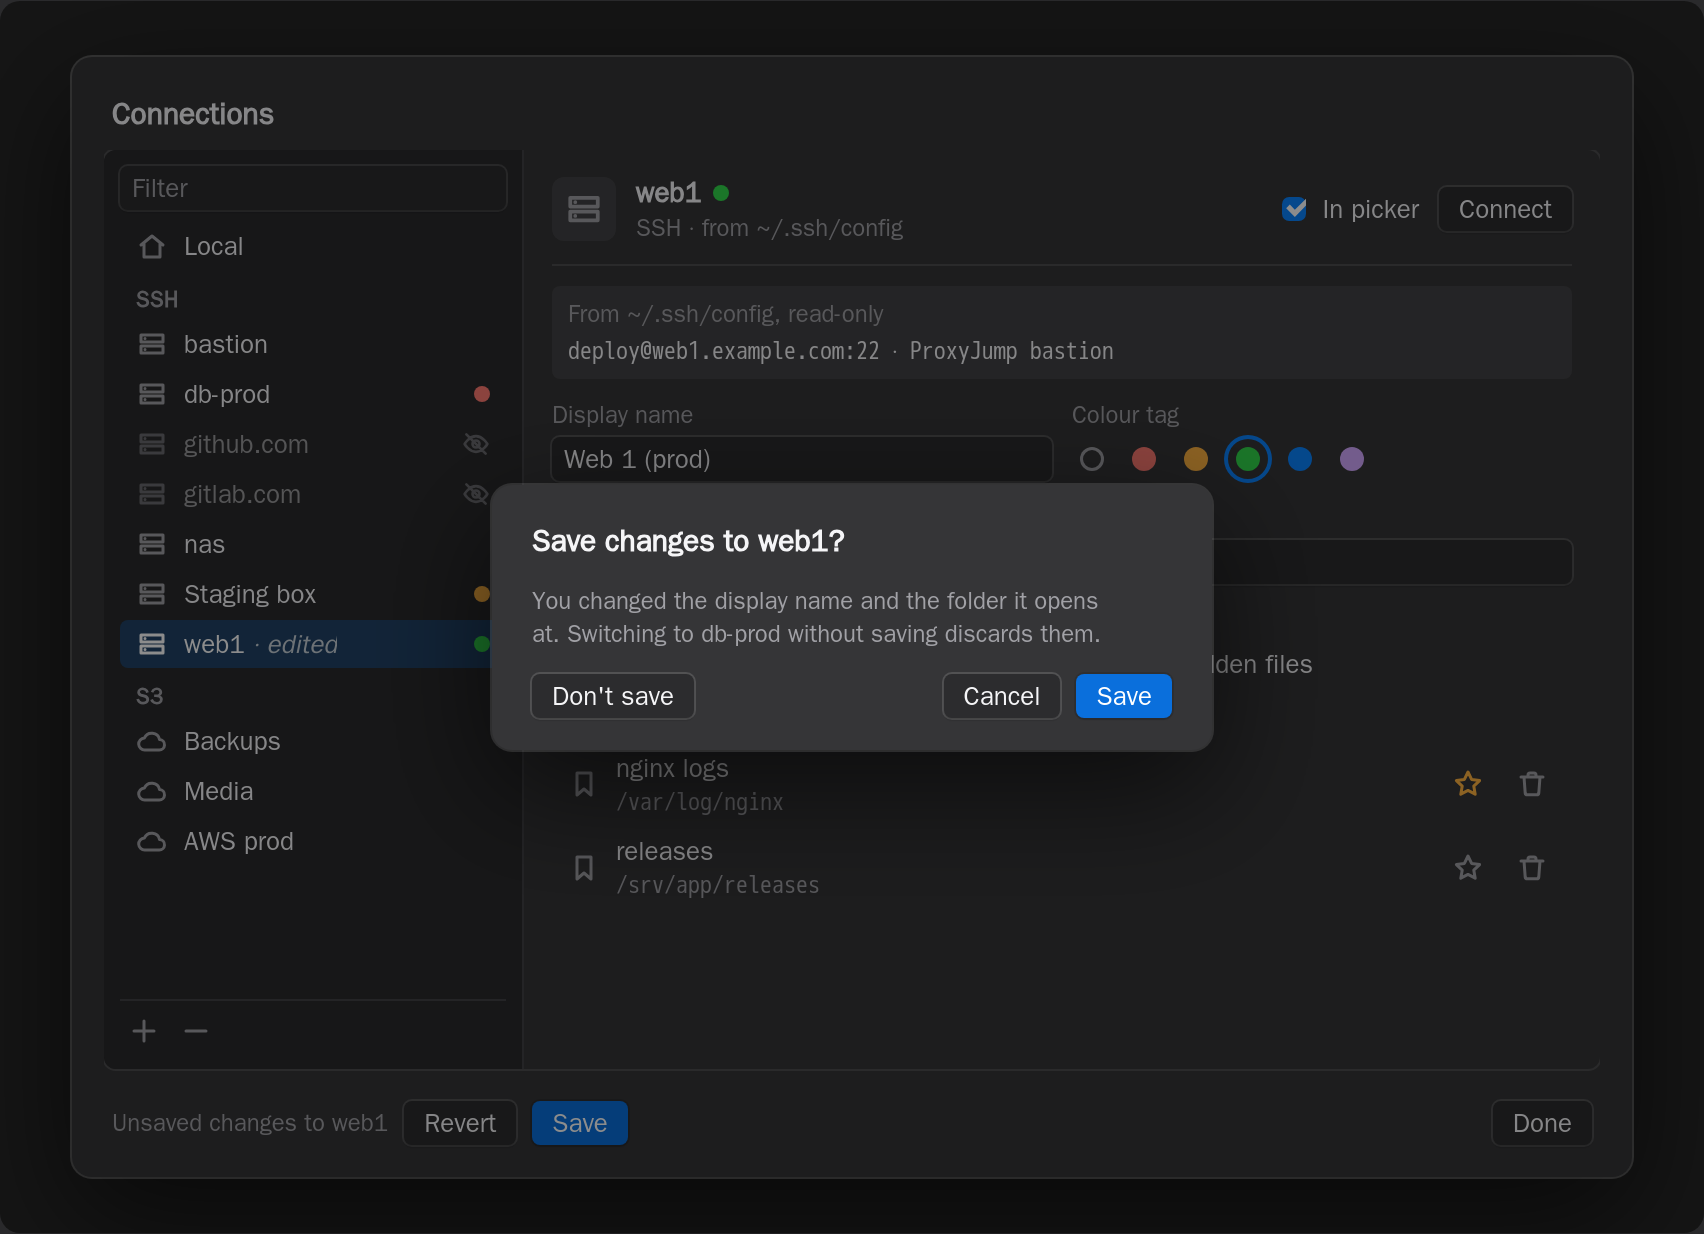 Connections
Filter
Local
SSH
bastion
db-prod
github.com
gitlab.com
nas
Staging box
web1 · edited
S3
Backups
Media
AWS prod
web1
SSH · from ~/.ssh/config
In picker
Connect
From ~/.ssh/config, read-only
deploy@web1.example.com:22 · ProxyJump bastion
Display name
Colour tag
Web 1 (prod)
Save changes to web1?
You changed the display name and the folder it opens
at. Switching to db-prod without saving discards them.
Don't save
Cancel
Save
files
nginx logs
/var/log/nginx
releases
/srv/app/releases
Unsaved changes to web1
Revert
Save
Done